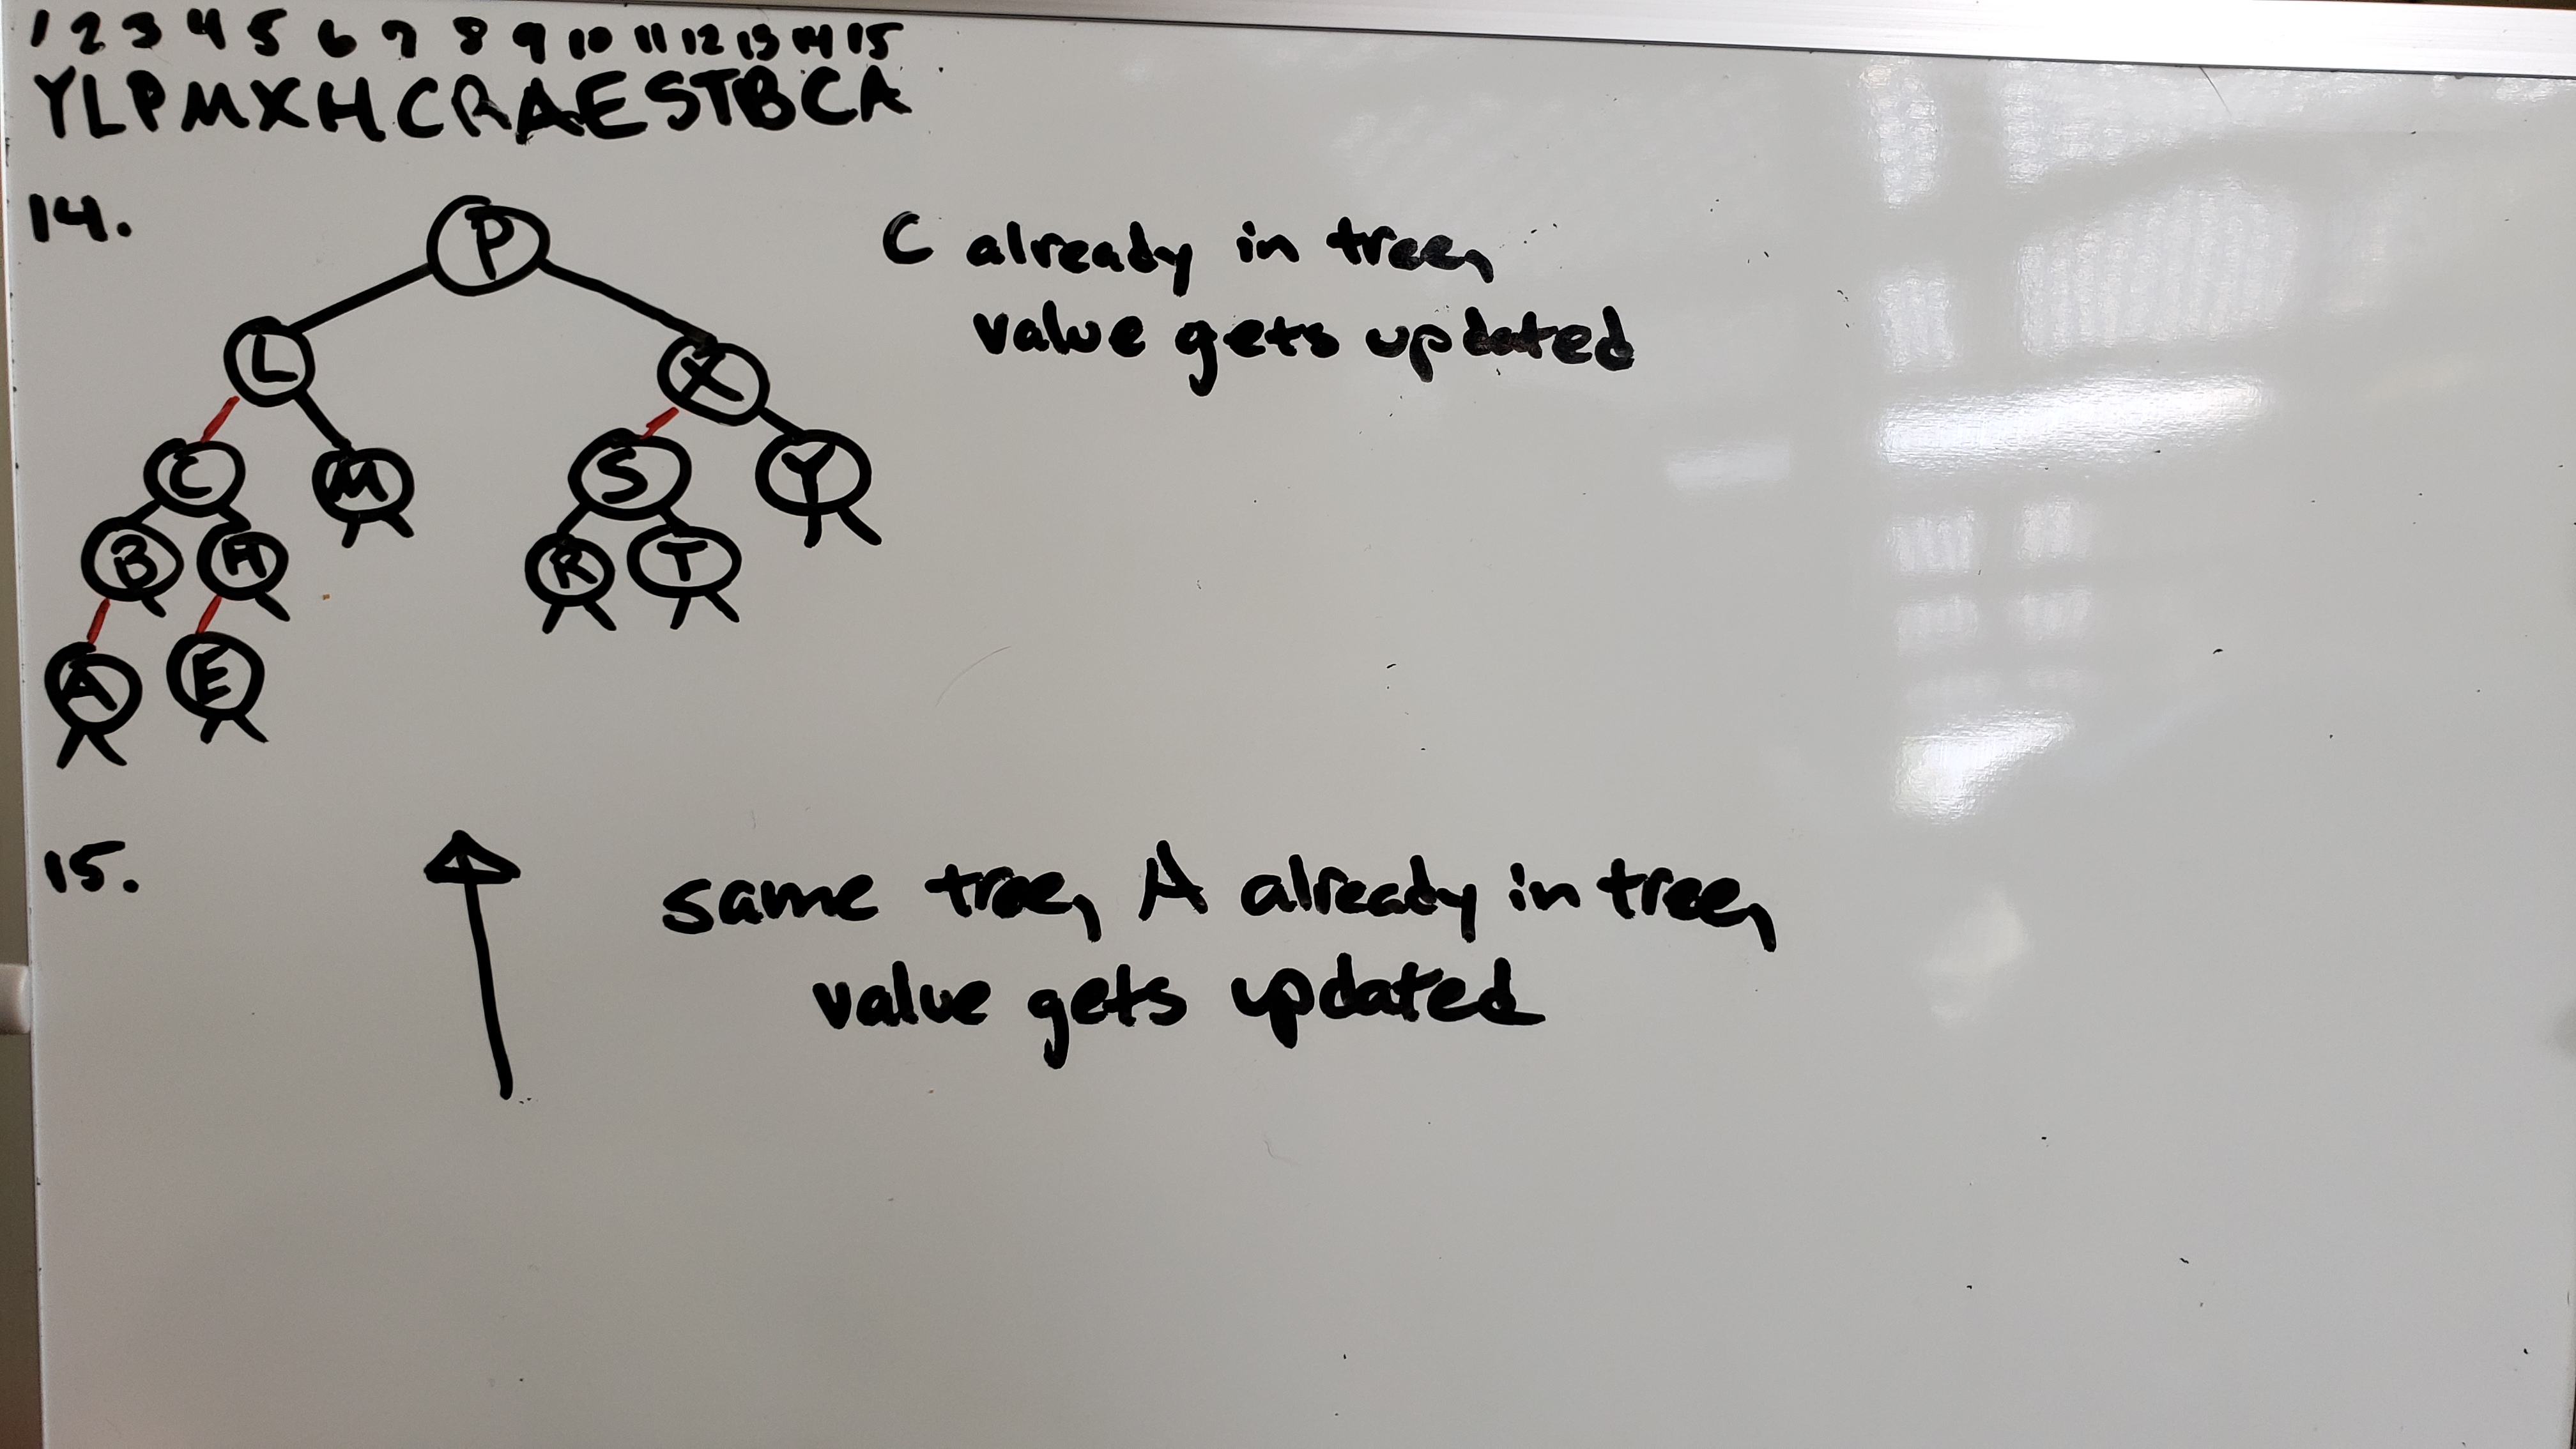 1 2 3 4 5 6 7 8 9 10 11 12 13 14 15
YLPMXHCRAESTBCA
14.
P
C already in tree,
value gets updated
L X
C M S Y
B H R T
A E
15.
same tree, A already in tree,
value gets updated